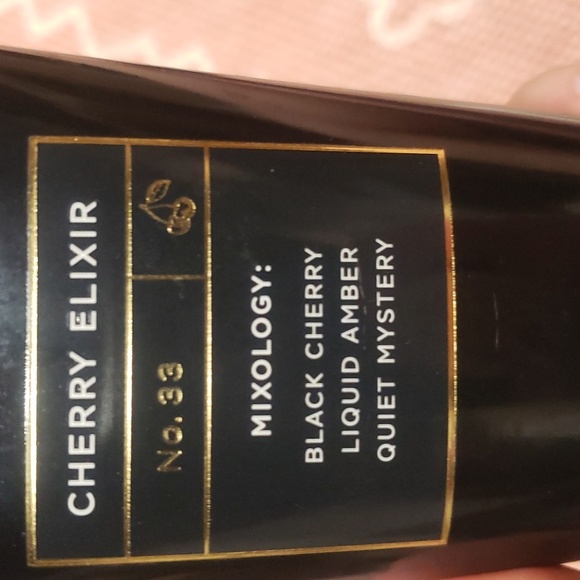 CHERRY ELIXIR
No.33
MIXOLOGY:
BLACK CHERRY
LIQUID AMBER
QUIET MYSTERY